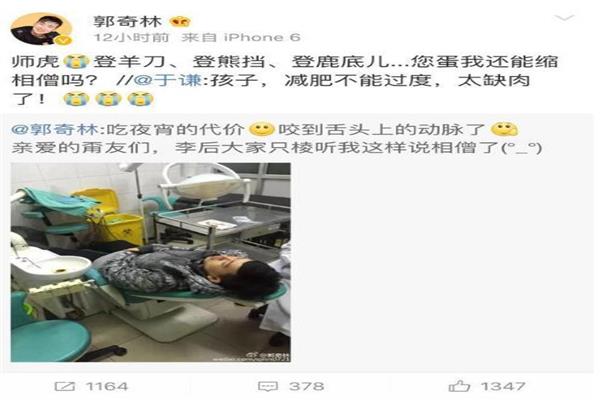 郭奇林
12小时前 来自 iPhone 6
师虎😭登羊刀、登熊挡、登鹿底儿...您蛋我还能缩
相僧吗? //@于谦:孩子,减肥不能过度,太缺肉
了!😭😭😭
@郭奇林:吃夜宵的代价🙂咬到舌头上的动脉了🤔
亲爱的甭友们,李后大家只棱听我这样说相僧了(°_°)
@郭奇林
1164
378
1347